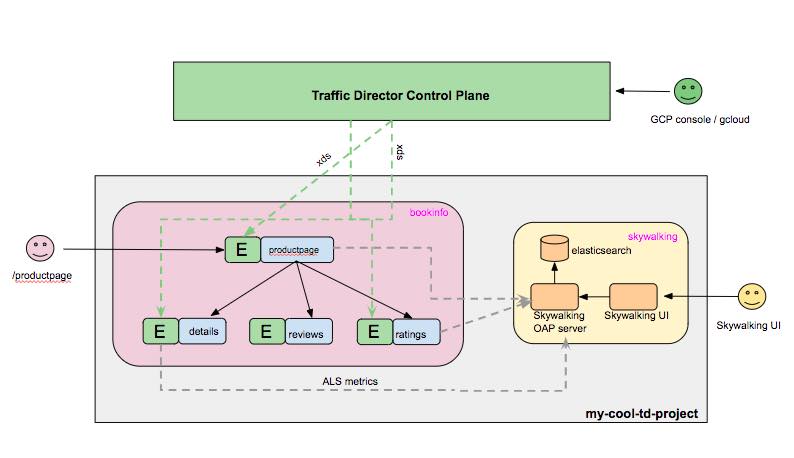 Traffic Director Control Plane
GCP console / gcloud
xds
xds
bookinfo
skywalking
E
productpage
elasticsearch
/productpage
Skywalking
OAP server
Skywalking UI
Skywalking UI
E
details
E
reviews
E
ratings
ALS metrics
my-cool-td-project